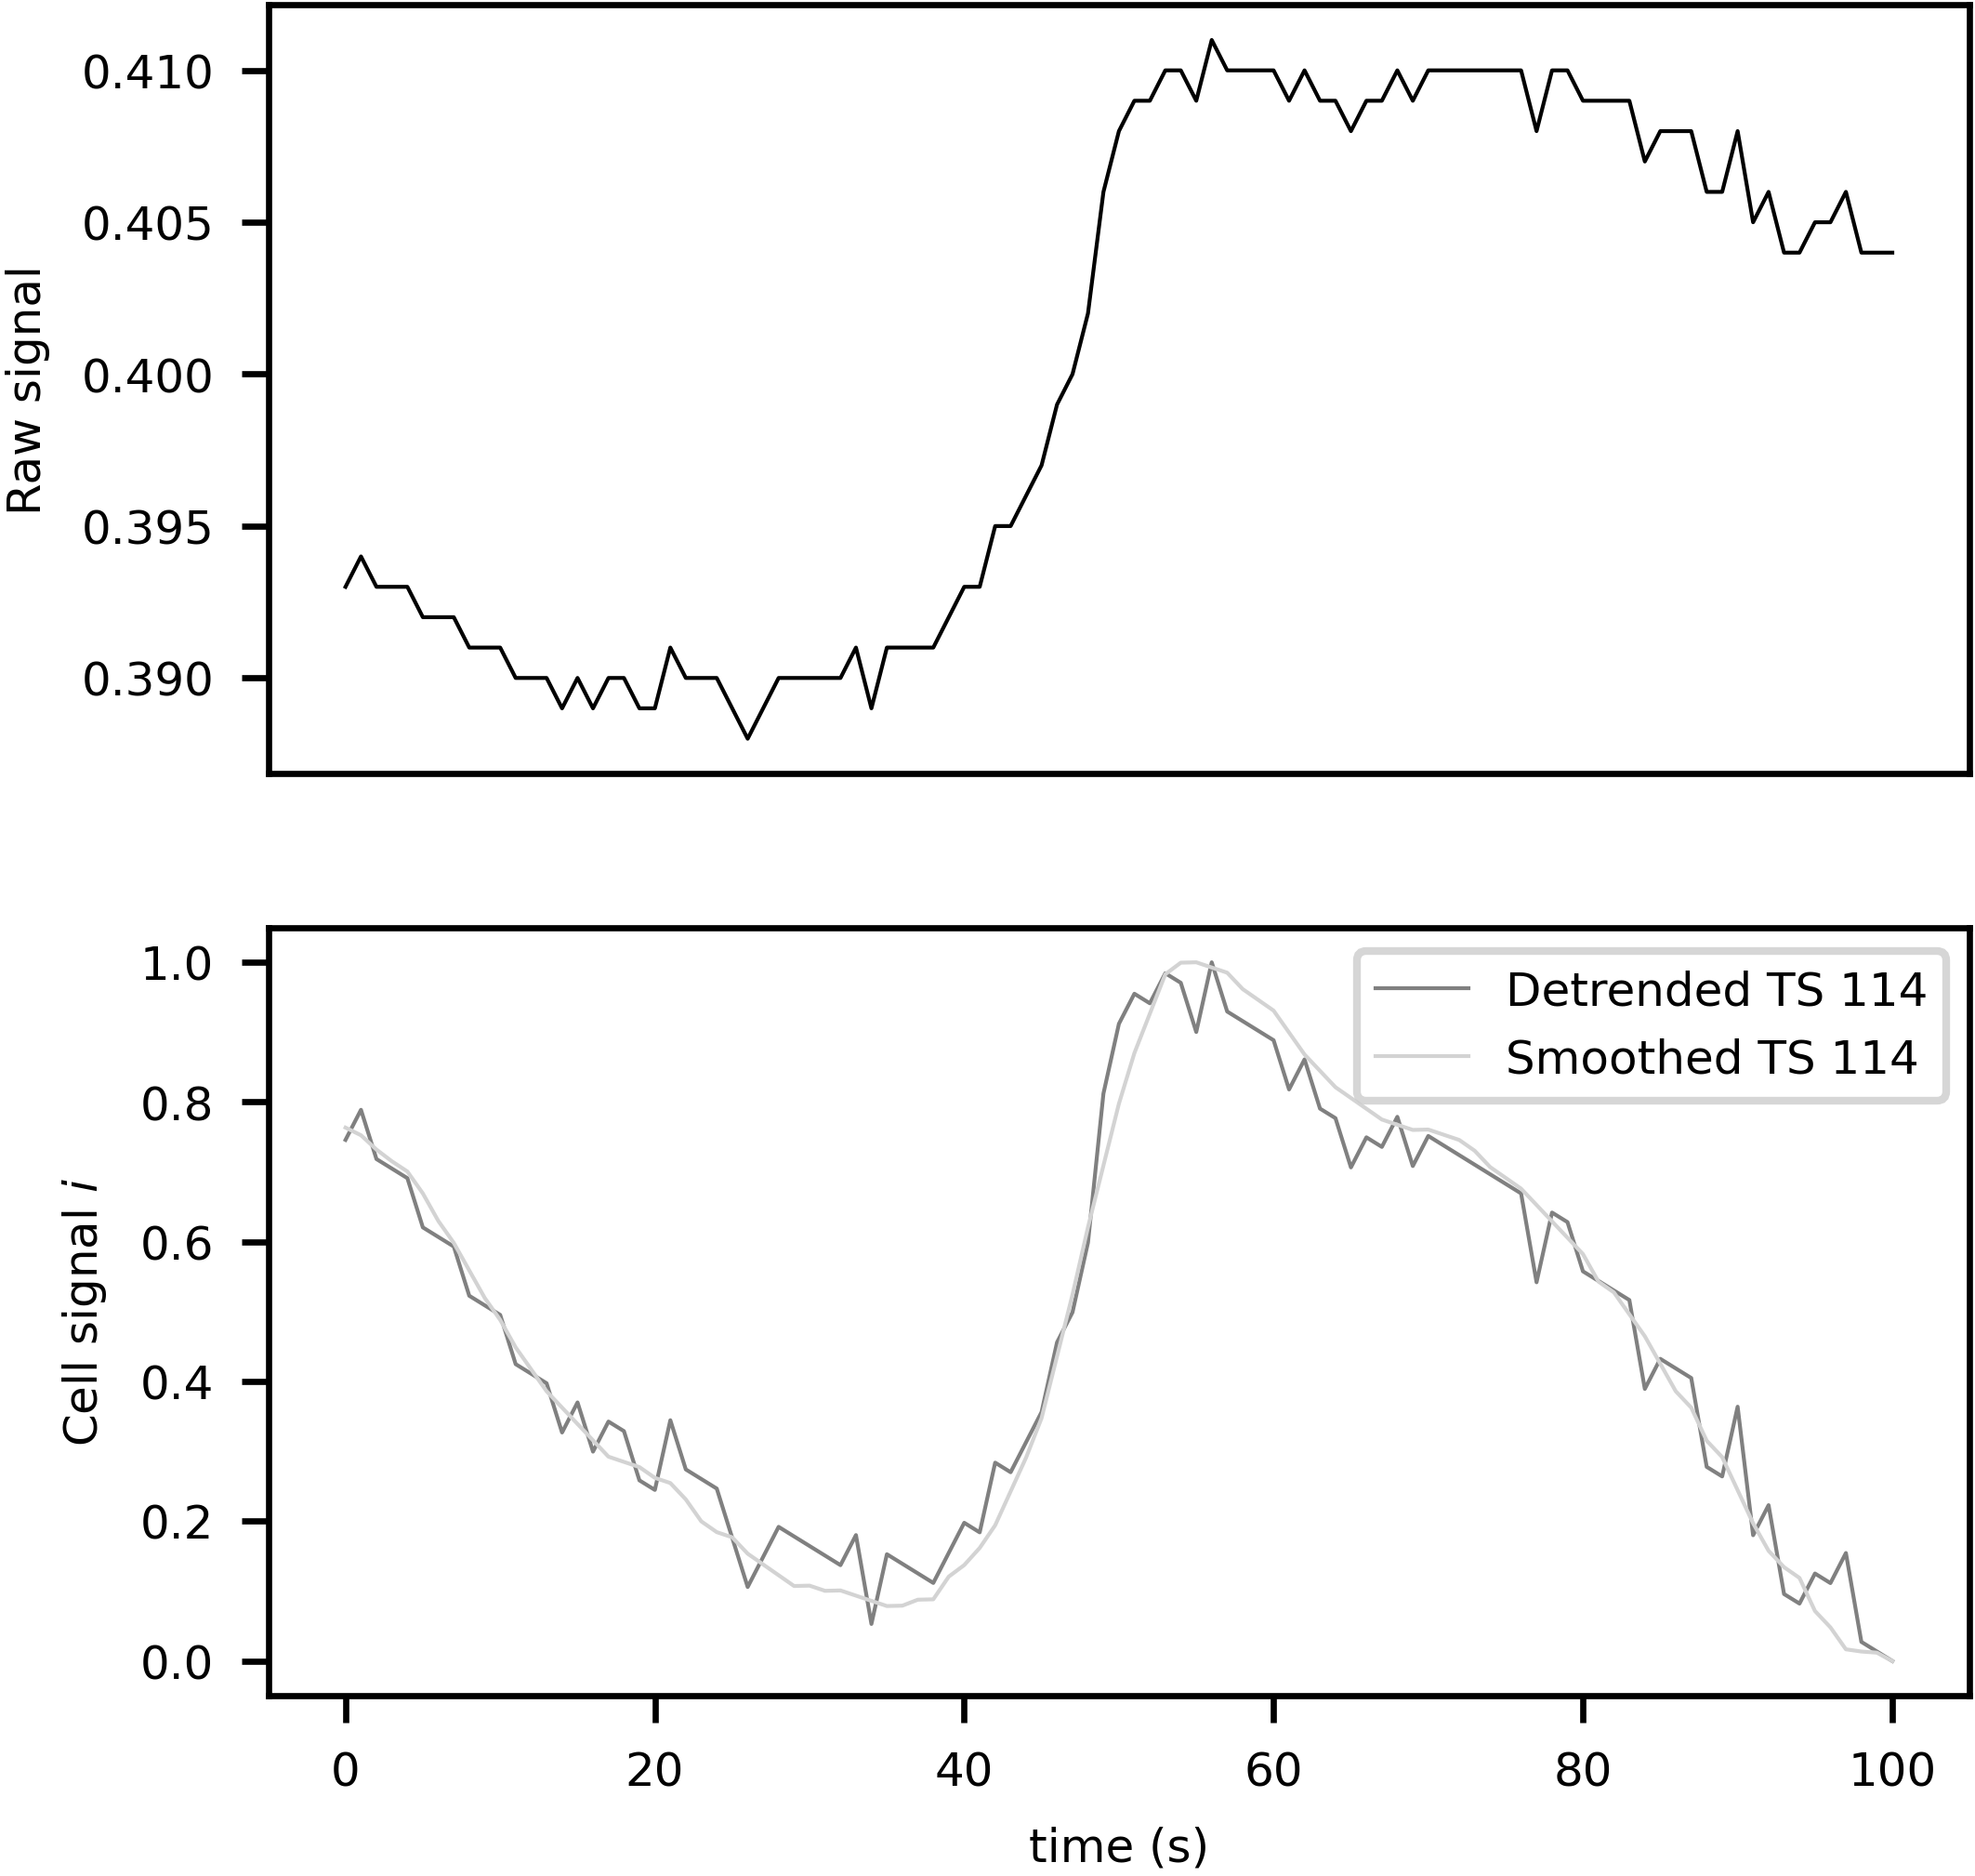 Raw signal
0.410
0.405
0.400
0.395
0.390
Cell signal i
1.0
0.8
0.6
0.4
0.2
0.0
Detrended TS 114
Smoothed TS 114
0 20 40 60 80 100
time (s)